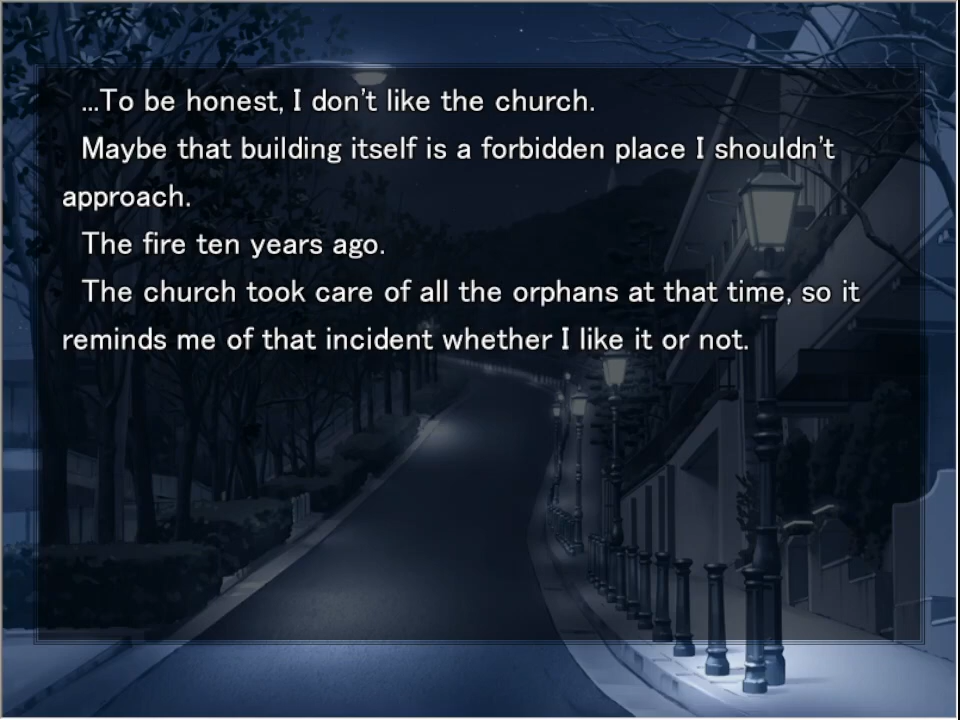 ...To be honest, I don't like the church.
Maybe that building itself is a forbidden place I shouldn't
approach.
The fire ten years ago.
The church took care of all the orphans at that time, so it
reminds me of that incident whether I like it or not.